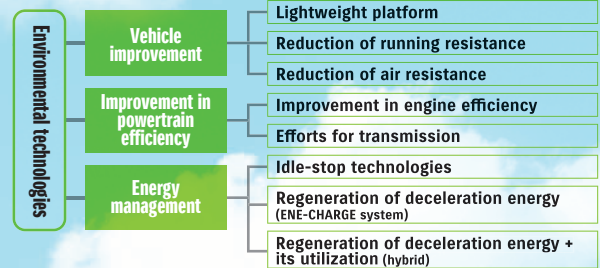 Environmental technologies
Vehicle
improvement
Lightweight platform
Reduction of running resistance
Reduction of air resistance
Improvement in
powertrain
efficiency
Improvement in engine efficiency
Efforts for transmission
Energy
management
Idle-stop technologies
Regeneration of deceleration energy
(ENE-CHARGE system)
Regeneration of deceleration energy +
its utilization (hybrid)